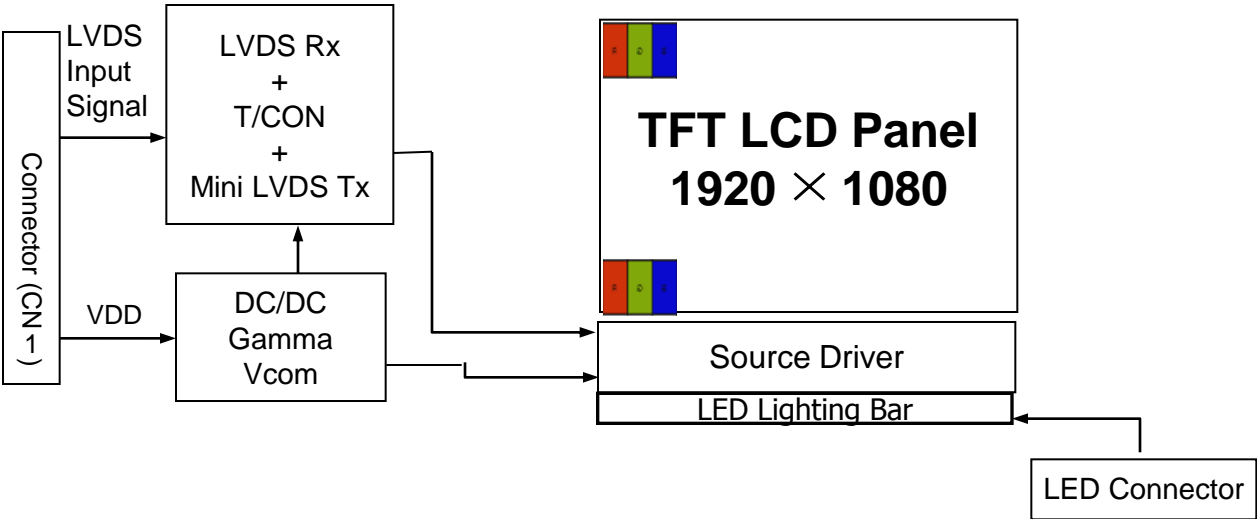 LVDS
Input
Signal
LVDS Rx
+
T/CON
+
Mini LVDS Tx
Connector (CN1)
VDD
DC/DC
Gamma
Vcom
R G B
TFT LCD Panel
1920 × 1080
R G B
Source Driver
LED Lighting Bar
LED Connector